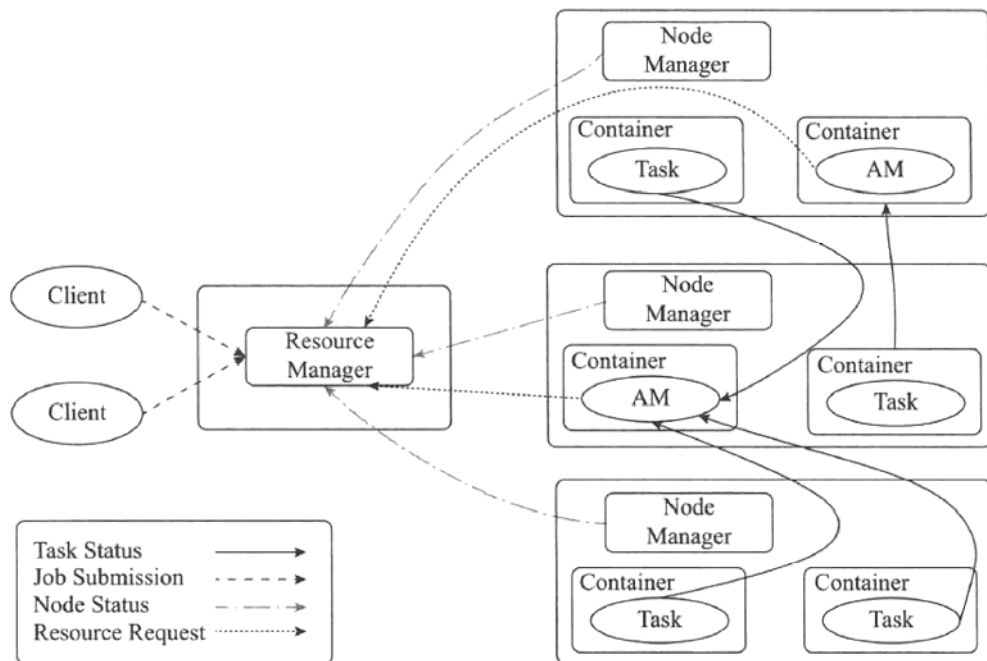 Node
Manager
Container
Task
Container
AM
Client
Client
Resource
Manager
Node
Manager
Container
AM
Container
Task
Node
Manager
Container
Task
Container
Task
Task Status
Job Submission
Node Status
Resource Request